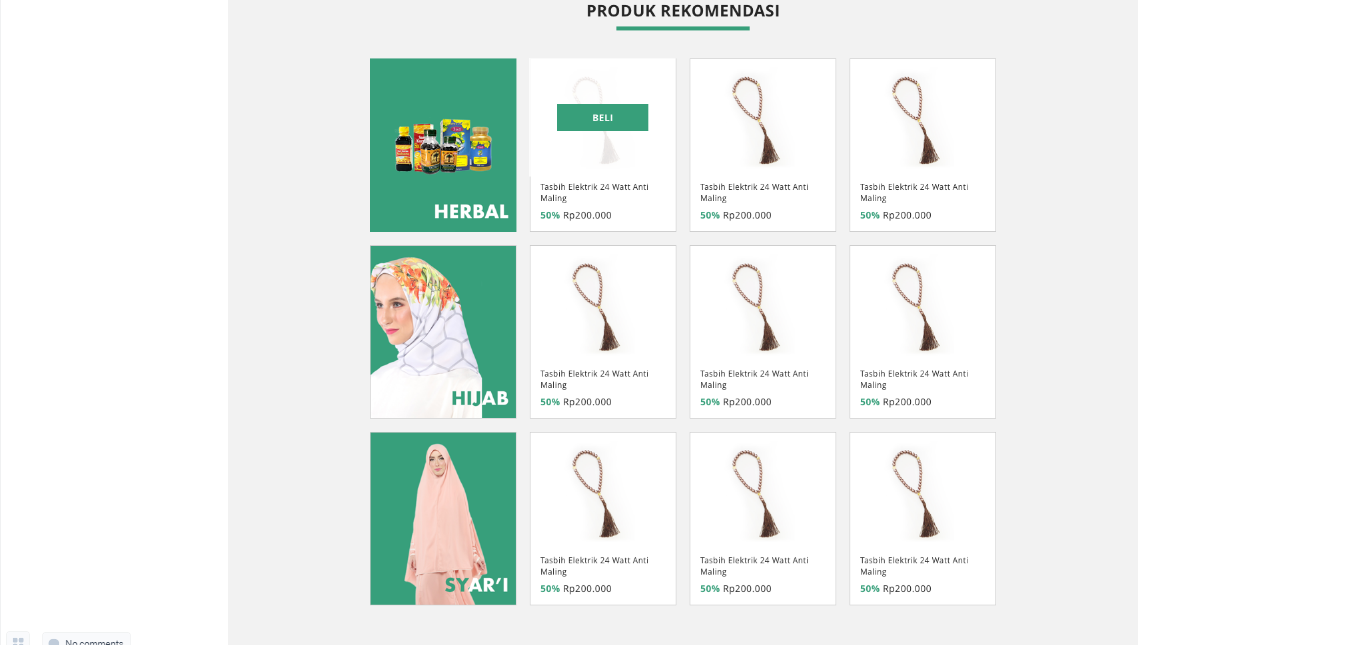 PRODUK REKOMENDASI
HERBAL
BELI
Tasbih Elektrik 24 Watt Anti
Maling
50% Rp200.000
Tasbih Elektrik 24 Watt Anti
Maling
50% Rp200.000
Tasbih Elektrik 24 Watt Anti
Maling
50% Rp200.000
HIJAB
Tasbih Elektrik 24 Watt Anti
Maling
50% Rp200.000
Tasbih Elektrik 24 Watt Anti
Maling
50% Rp200.000
Tasbih Elektrik 24 Watt Anti
Maling
50% Rp200.000
SYAR'I
Tasbih Elektrik 24 Watt Anti
Maling
50% Rp200.000
Tasbih Elektrik 24 Watt Anti
Maling
50% Rp200.000
Tasbih Elektrik 24 Watt Anti
Maling
50% Rp200.000
No comments